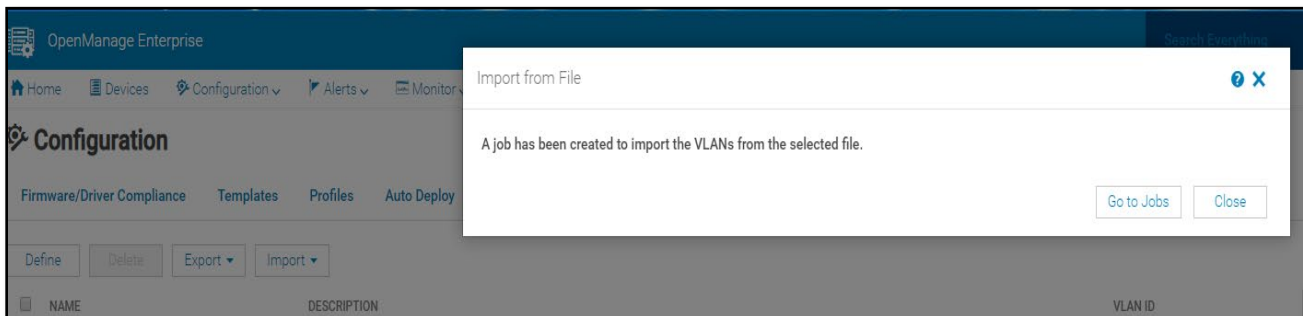 OpenManage Enterprise
Search Everything
Home Devices Configuration Alerts Monitor
Import from File
Configuration
A job has been created to import the VLANs from the selected file.
Firmware/Driver Compliance Templates Profiles Auto Deploy
Go to Jobs Close
Define Delete Export Import
NAME DESCRIPTION VLAN ID